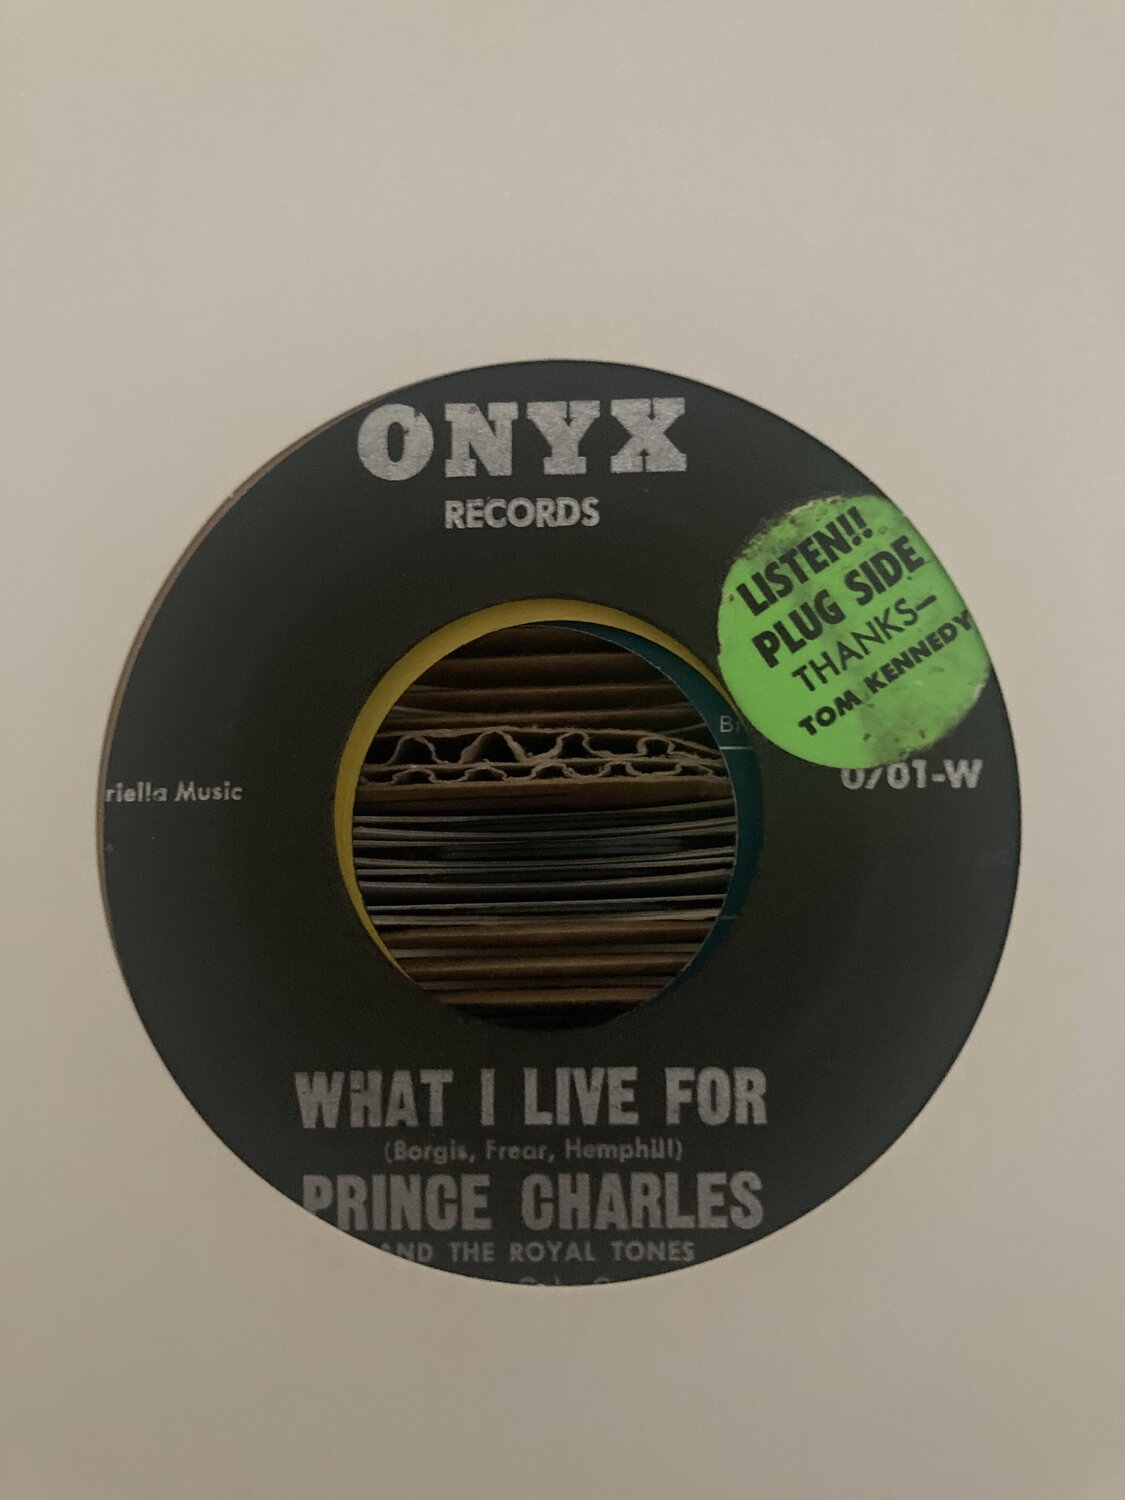 ONYX
RECORDS
LISTEN!!
PLUG SIDE
THANKS—
TOM KENNEDY
riella Music
0701-W
WHAT I LIVE FOR
(Borgis, Frear, Hemphill)
PRINCE CHARLES
AND THE ROYAL TONES